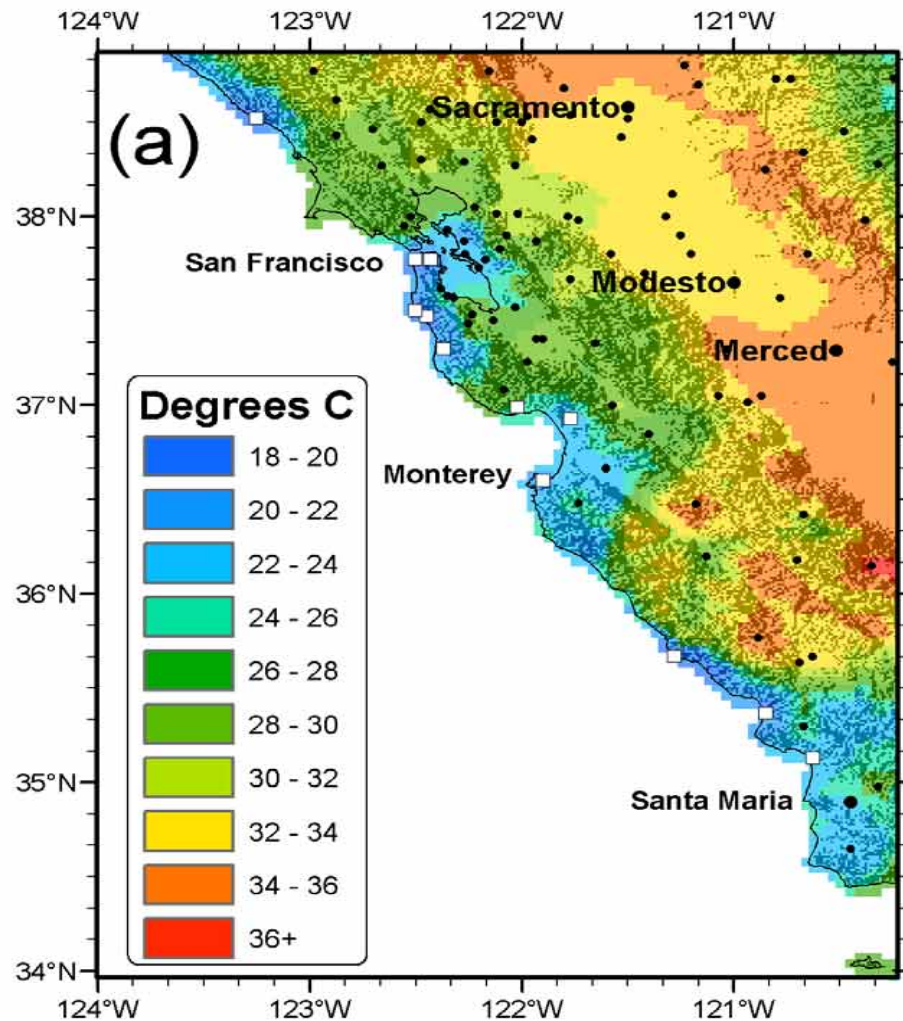 124°W 123°W 122°W 121°W
(a)
Sacramento
38°N
San Francisco
Modesto
Merced
37°N
Degrees C
18 - 20
20 - 22
22 - 24
24 - 26
26 - 28
28 - 30
30 - 32
32 - 34
34 - 36
36+
Monterey
36°N
35°N
Santa Maria
34°N
124°W 123°W 122°W 121°W